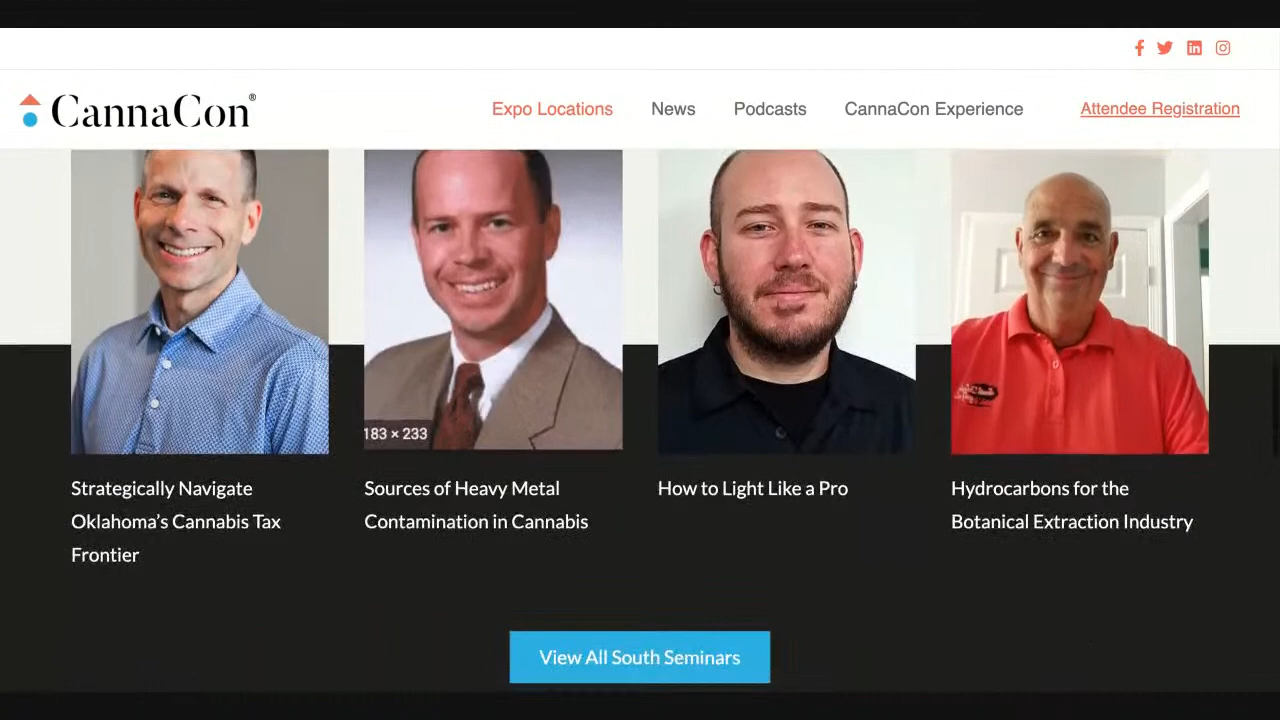 CannaCon®
Expo Locations
News
Podcasts
CannaCon Experience
Attendee Registration
183 × 233
Strategically Navigate
Oklahoma’s Cannabis Tax
Frontier
Sources of Heavy Metal
Contamination in Cannabis
How to Light Like a Pro
Hydrocarbons for the
Botanical Extraction Industry
View All South Seminars